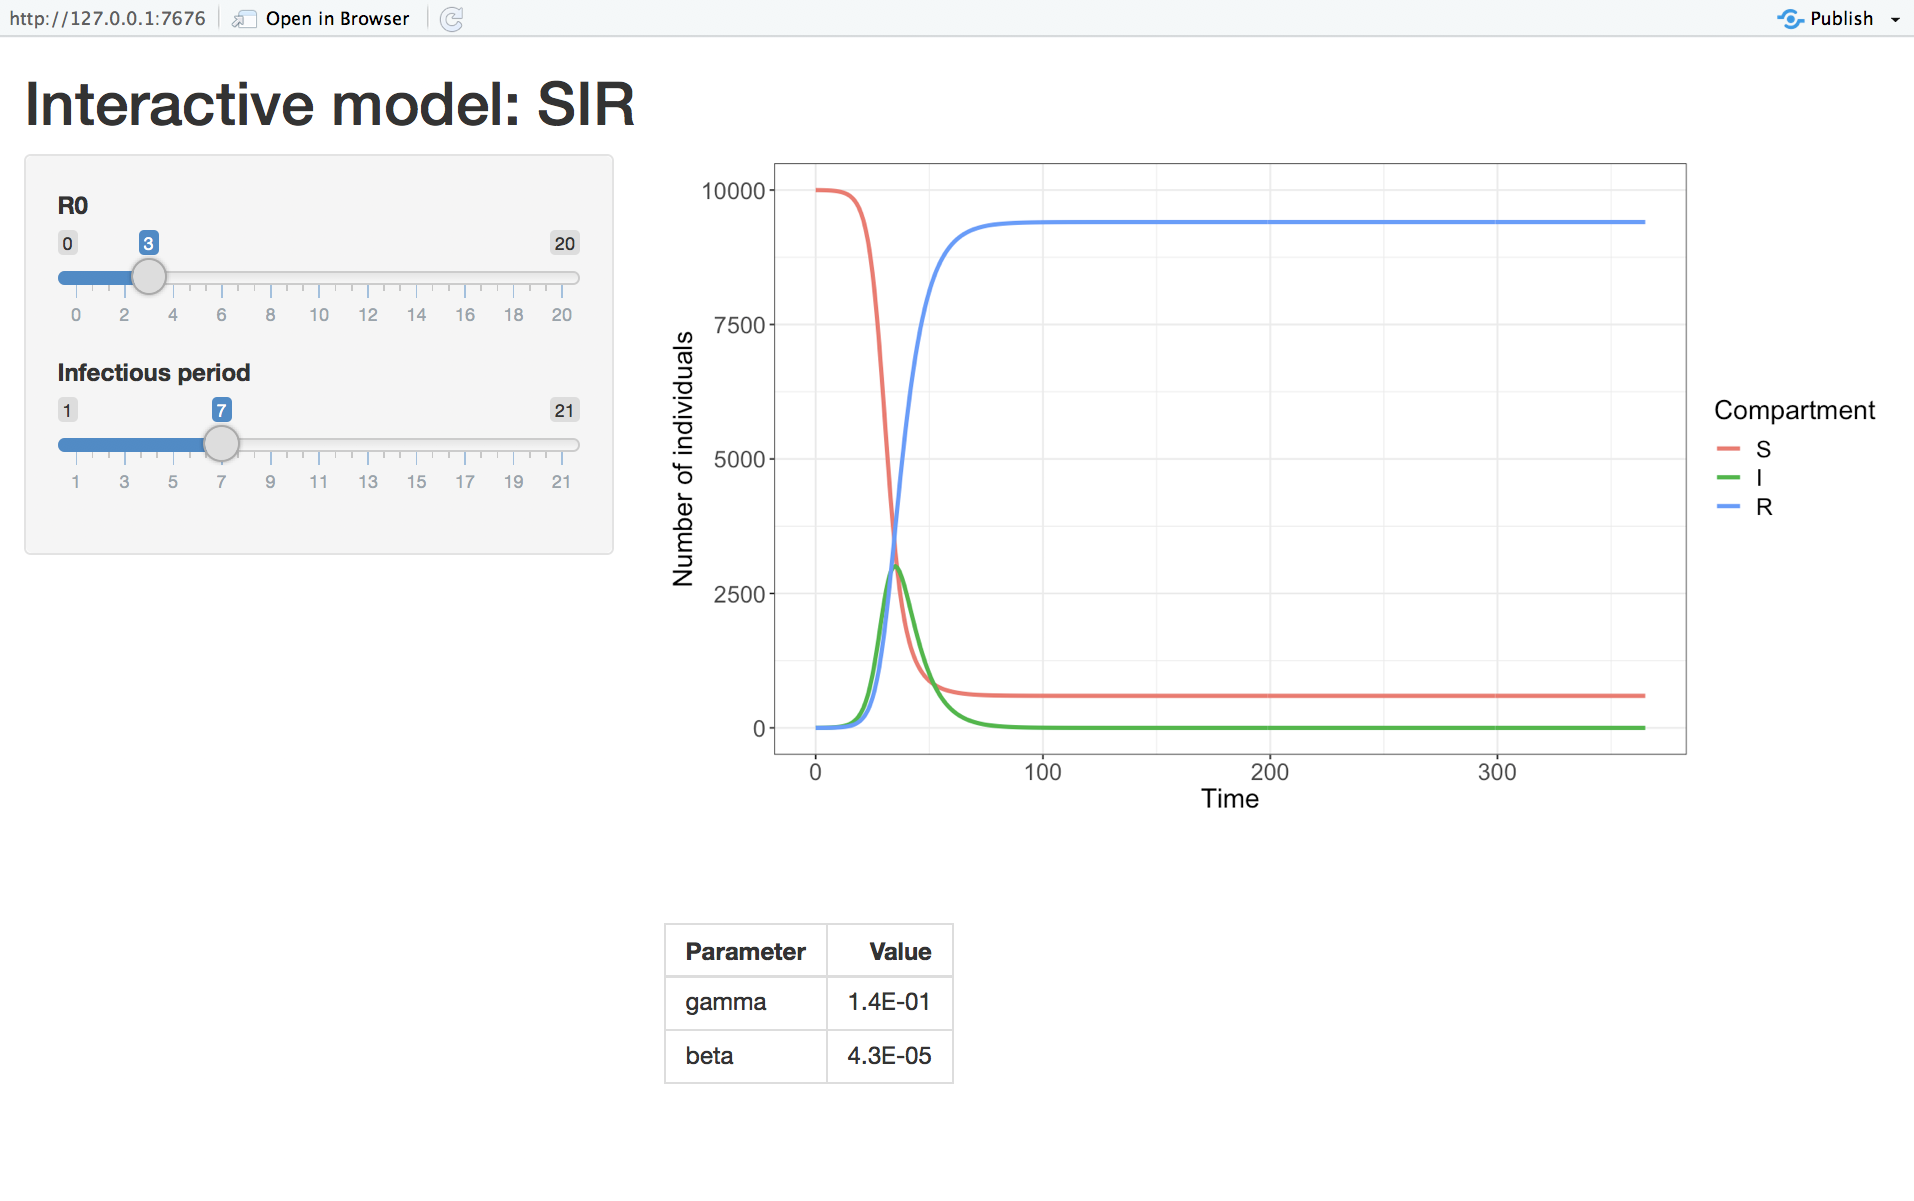 http://127.0.0.1:7676 Open in Browser Publish
Interactive model: SIR
R0
0 3 20
0 2 4 6 8 10 12 14 16 18 20
Infectious period
1 7 21
1 3 5 7 9 11 13 15 17 19 21
Number of individuals
10000
7500
5000
2500
0
0 100 200 300
Time
Compartment
S
I
R
Parameter Value
gamma 1.4E-01
beta 4.3E-05